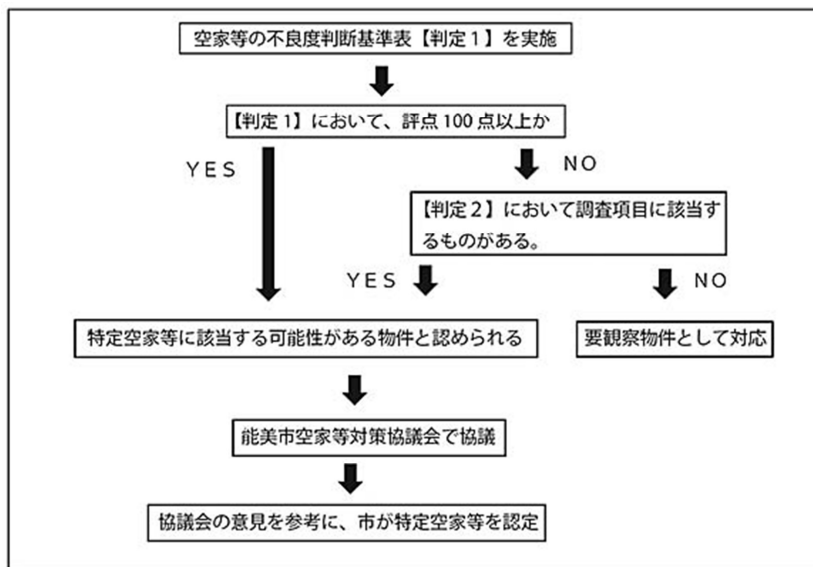 空家等の不良度判断基準表【判定1】を実施
【判定1】において、評点100点以上か
YES
NO
【判定2】において調査項目に該当す
るものがある。
YES
NO
特定空家等に該当する可能性がある物件と認められる
要観察物件として対応
能美市空家等対策協議会で協議
協議会の意見を参考に、市が特定空家等を認定